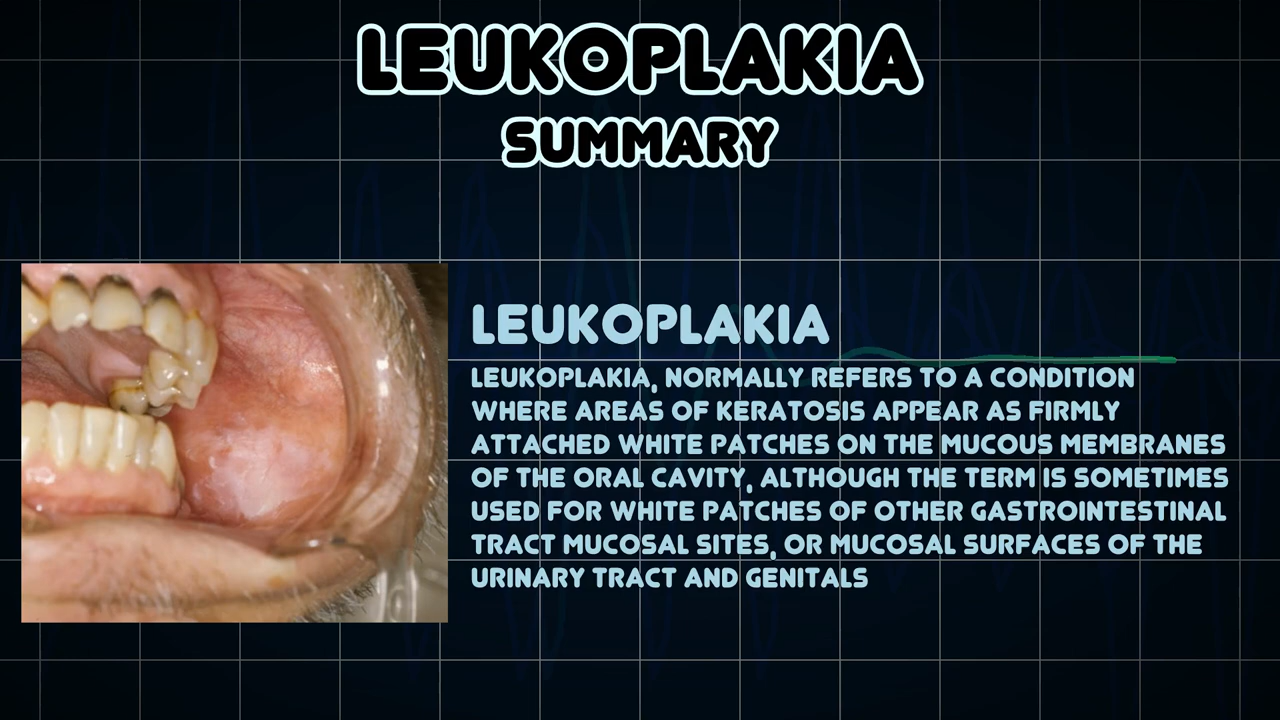 LEUKOPLAKIA
SUMMARY
LEUKOPLAKIA
LEUKOPLAKIA, NORMALLY REFERS TO A CONDITION
WHERE AREAS OF KERATOSIS APPEAR AS FIRMLY
ATTACHED WHITE PATCHES ON THE MUCOUS MEMBRANES
OF THE ORAL CAVITY, ALTHOUGH THE TERM IS SOMETIMES
USED FOR WHITE PATCHES OF OTHER GASTROINTESTINAL
TRACT MUCOSAL SITES, OR MUCOSAL SURFACES OF THE
URINARY TRACT AND GENITALS